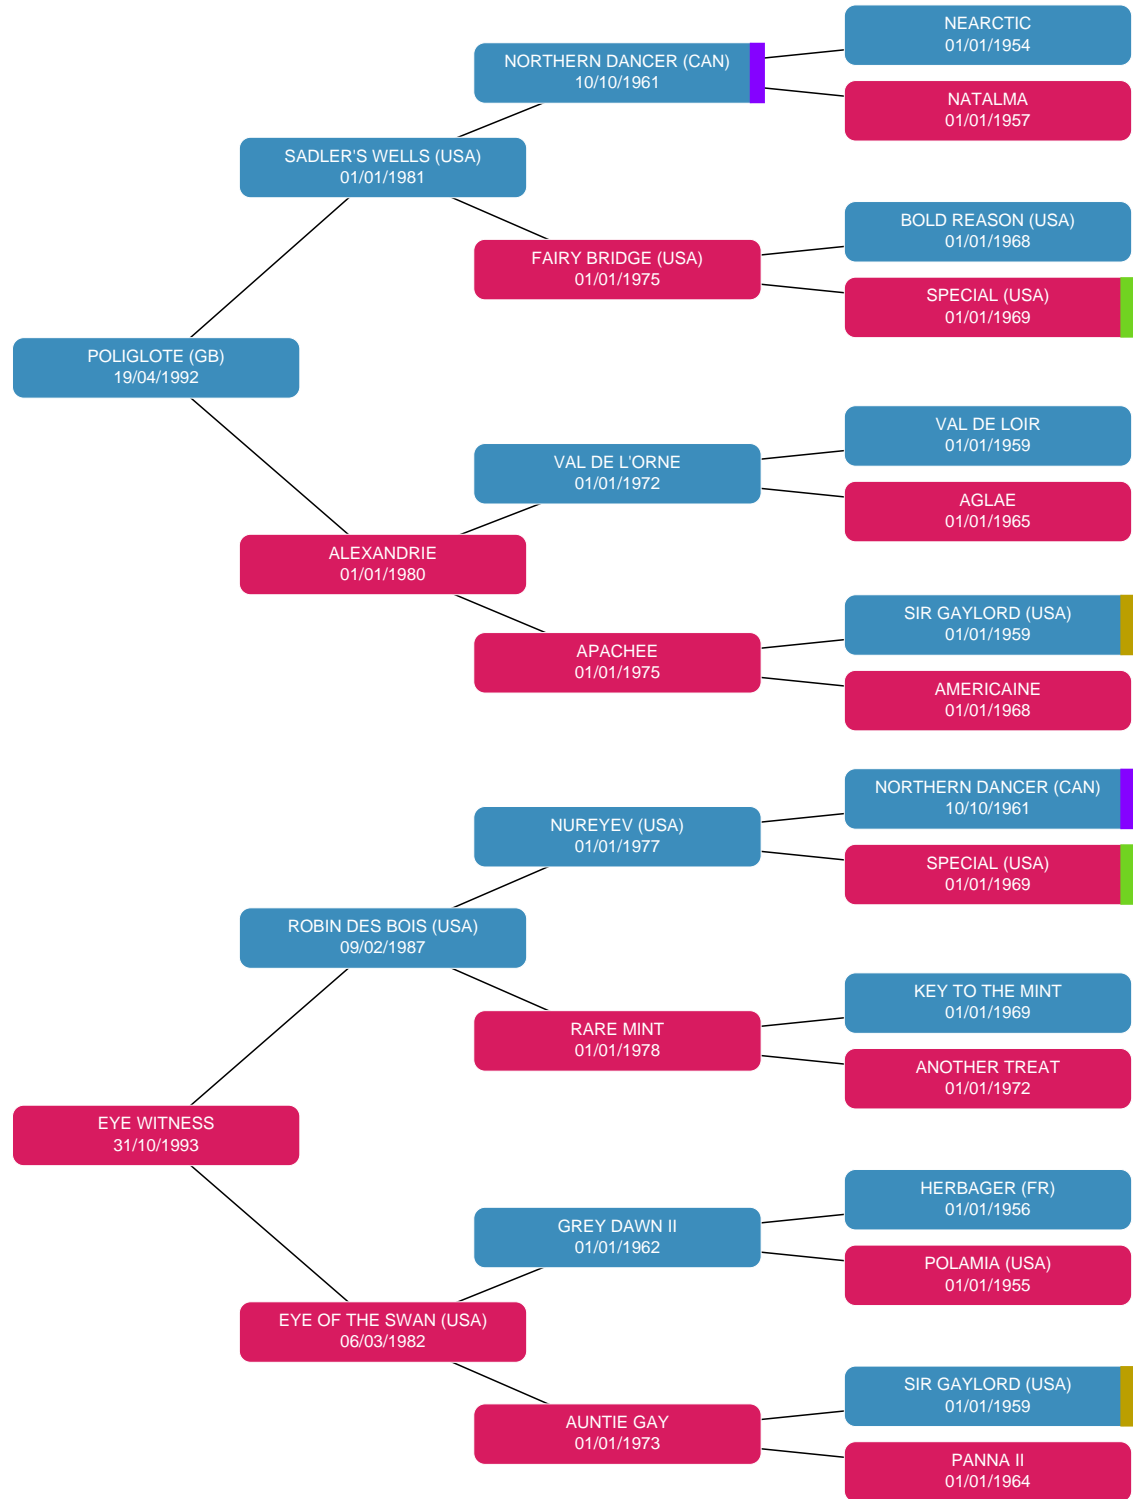 NEARCTIC
01/01/1954
NORTHERN DANCER (CAN)
10/10/1961
NATALMA
01/01/1957
SADLER'S WELLS (USA)
01/01/1981
BOLD REASON (USA)
01/01/1968
FAIRY BRIDGE (USA)
01/01/1975
SPECIAL (USA)
01/01/1969
POLIGLOTE (GB)
19/04/1992
VAL DE LOIR
01/01/1959
VAL DE L'ORNE
01/01/1972
AGLAE
01/01/1965
ALEXANDRIE
01/01/1980
SIR GAYLORD (USA)
01/01/1959
APACHEE
01/01/1975
AMERICAINE
01/01/1968
NORTHERN DANCER (CAN)
10/10/1961
NUREYEV (USA)
01/01/1977
SPECIAL (USA)
01/01/1969
ROBIN DES BOIS (USA)
09/02/1987
KEY TO THE MINT
01/01/1969
RARE MINT
01/01/1978
ANOTHER TREAT
01/01/1972
EYE WITNESS
31/10/1993
HERBAGER (FR)
01/01/1956
GREY DAWN II
01/01/1962
POLAMIA (USA)
01/01/1955
EYE OF THE SWAN (USA)
06/03/1982
SIR GAYLORD (USA)
01/01/1959
AUNTIE GAY
01/01/1973
PANNA II
01/01/1964